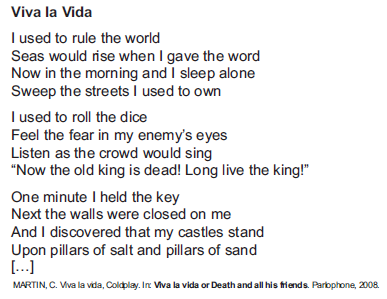 Viva la Vida
I used to rule the world
Seas would rise when I gave the word
Now in the morning and I sleep alone
Sweep the streets I used to own
I used to roll the dice
Feel the fear in my enemy's eyes
Listen as the crowd would sing
“Now the old king is dead! Long live the king!”
One minute I held the key
Next the walls were closed on me
And I discovered that my castles stand
Upon pillars of salt and pillars of sand
[…]
MARTIN, C. Viva la vida, Coldplay. In: Viva la vida or Death and all his friends. Parlophone, 2008.